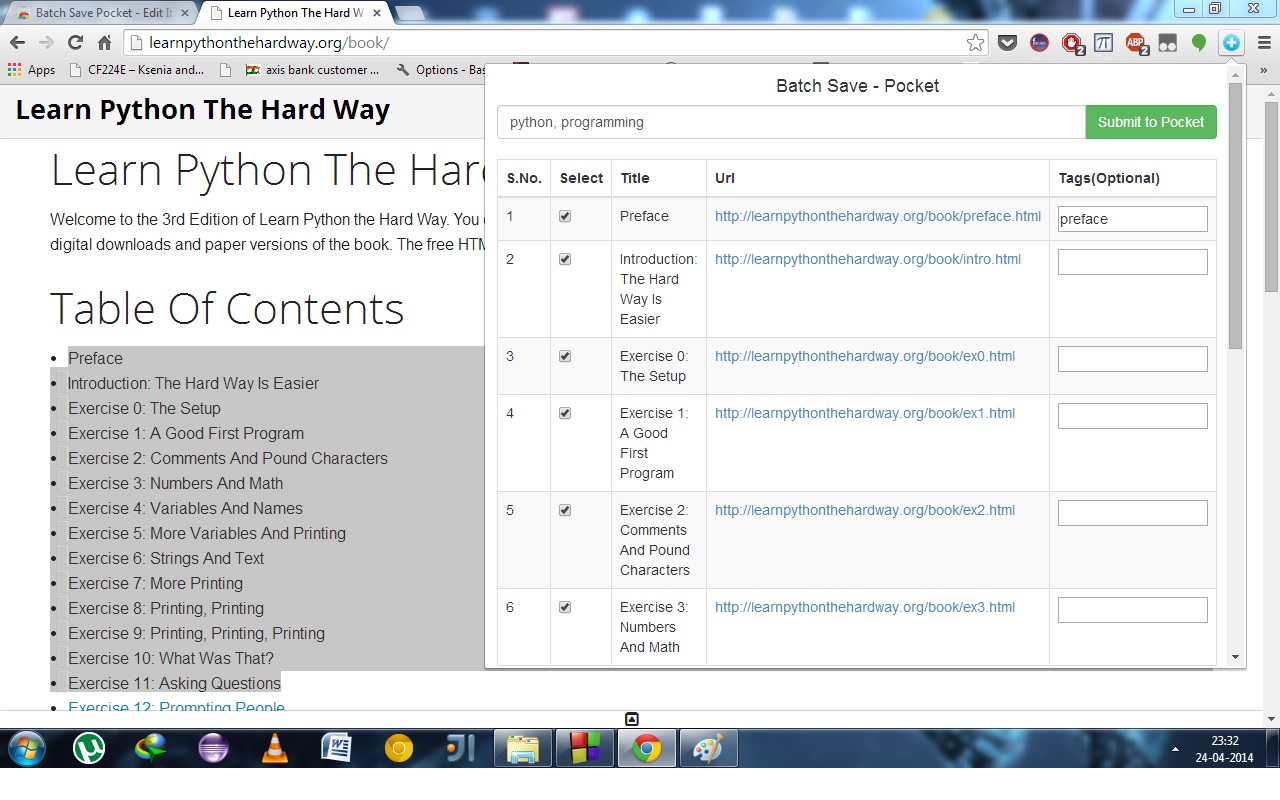 Batch Save Pocket - Edit It
Learn Python The Hard W
learnpythonthehardway.org/book/
Apps
CF224E – Ksenia and...
axis bank customer ...
Options - Bas
»
Learn Python The Hard Way
Learn Python The Hard
Welcome to the 3rd Edition of Learn Python the Hard Way. You
digital downloads and paper versions of the book. The free HTM
Table Of Contents
• Preface
• Introduction: The Hard Way Is Easier
• Exercise 0: The Setup
• Exercise 1: A Good First Program
• Exercise 2: Comments And Pound Characters
• Exercise 3: Numbers And Math
• Exercise 4: Variables And Names
• Exercise 5: More Variables And Printing
• Exercise 6: Strings And Text
• Exercise 7: More Printing
• Exercise 8: Printing, Printing
• Exercise 9: Printing, Printing, Printing
• Exercise 10: What Was That?
• Exercise 11: Asking Questions
• Exercise 12: Prompting People
Batch Save - Pocket
python, programming
Submit to Pocket
S.No. Select Title Url Tags(Optional)
1 Preface http://learnpythonthehardway.org/book/preface.html preface
2 Introduction: http://learnpythonthehardway.org/book/intro.html
The Hard
Way Is
Easier
3 Exercise 0: http://learnpythonthehardway.org/book/ex0.html
The Setup
4 Exercise 1: http://learnpythonthehardway.org/book/ex1.html
A Good
First
Program
5 Exercise 2: http://learnpythonthehardway.org/book/ex2.html
Comments
And Pound
Characters
6 Exercise 3: http://learnpythonthehardway.org/book/ex3.html
Numbers
And Math
23:32
24-04-2014